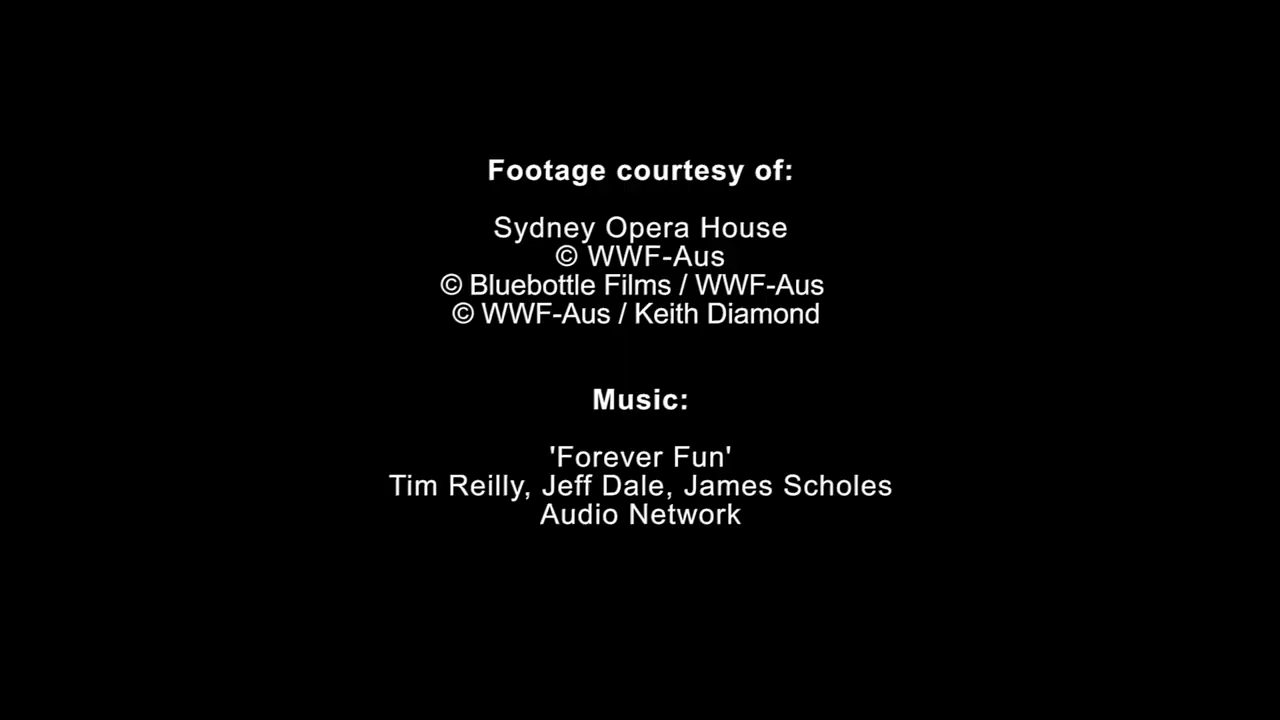 Footage courtesy of:
Sydney Opera House
© WWF-Aus
© Bluebottle Films / WWF-Aus
© WWF-Aus / Keith Diamond
Music:
'Forever Fun'
Tim Reilly, Jeff Dale, James Scholes
Audio Network